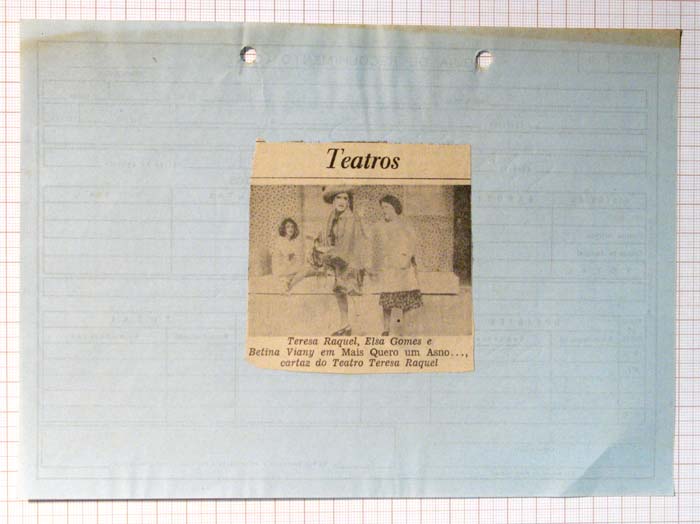 Teatros
Teresa Raquel, Elsa Gomes e
Betina Viany em Mais Quero um Asno...,
cartaz do Teatro Teresa Raquel